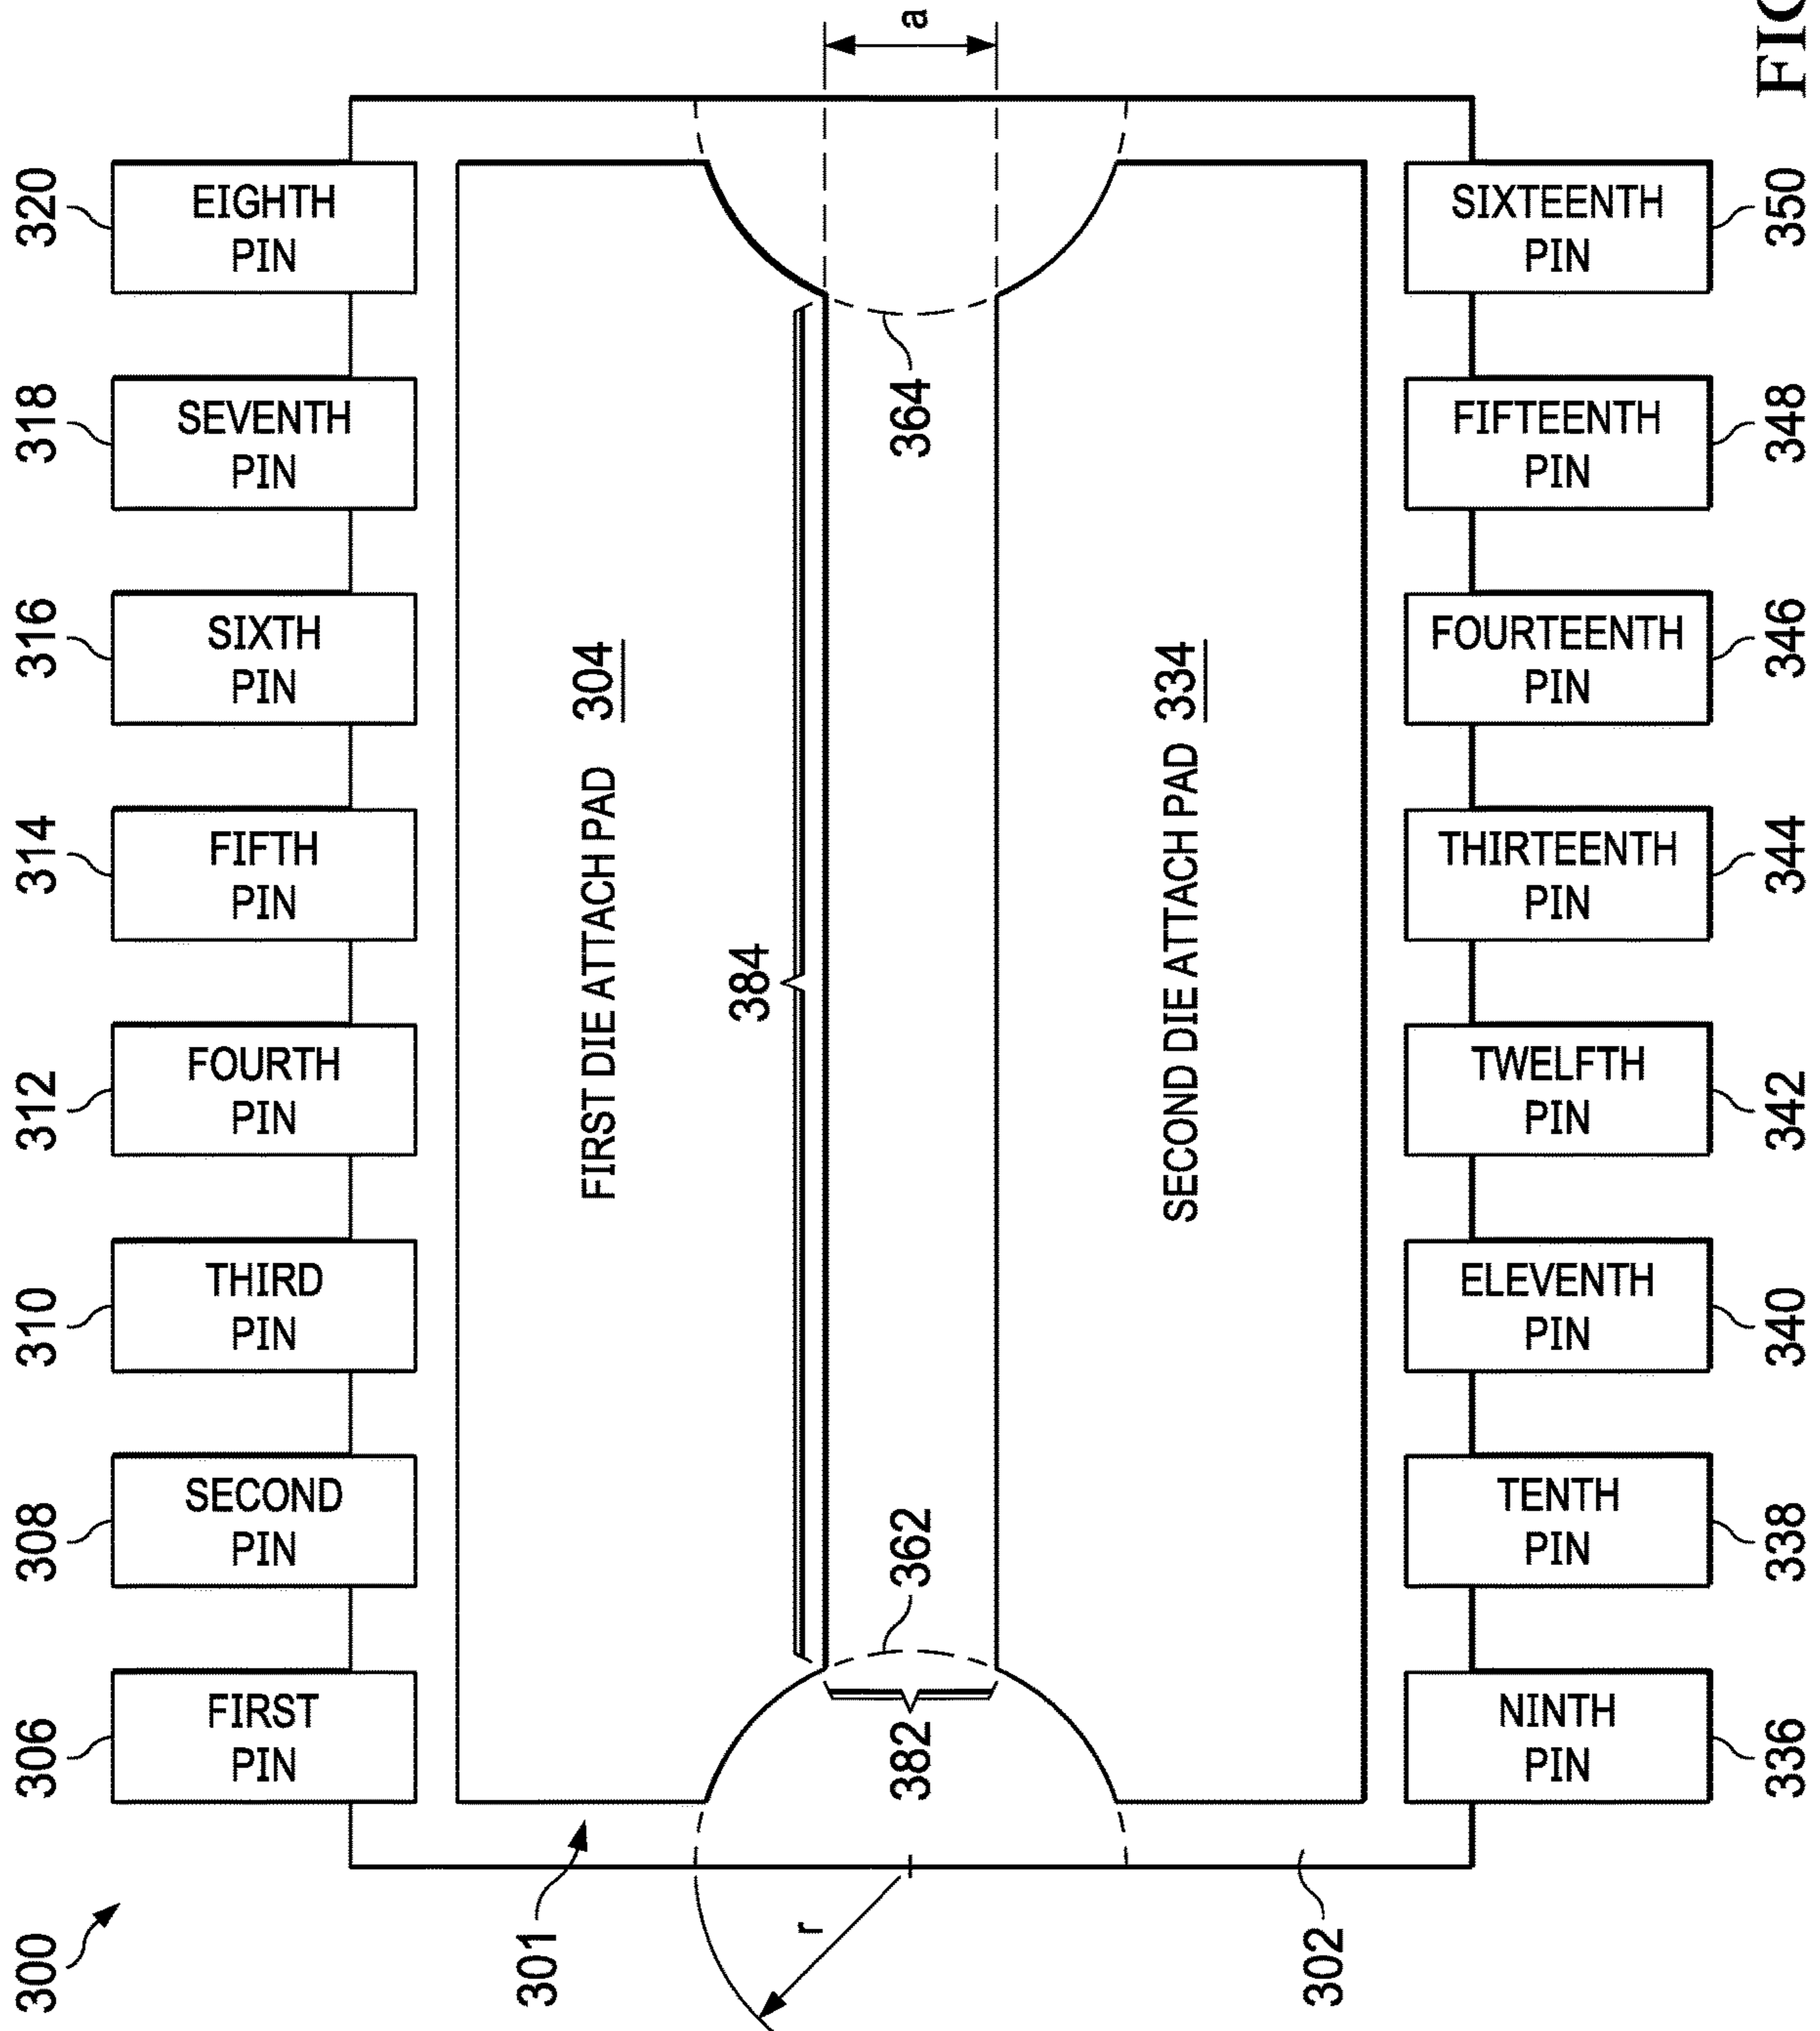 300
306
308
310
312
314
316
318
320
FIRST
PIN
SECOND
PIN
THIRD
PIN
FOURTH
PIN
FIFTH
PIN
SIXTH
PIN
SEVENTH
PIN
EIGHTH
PIN
301
FIRST DIE ATTACH PAD 304
384
r
382
362
364
a
SECOND DIE ATTACH PAD 334
302
NINTH
PIN
TENTH
PIN
ELEVENTH
PIN
TWELFTH
PIN
THIRTEENTH
PIN
FOURTEENTH
PIN
FIFTEENTH
PIN
SIXTEENTH
PIN
336
338
340
342
344
346
348
350